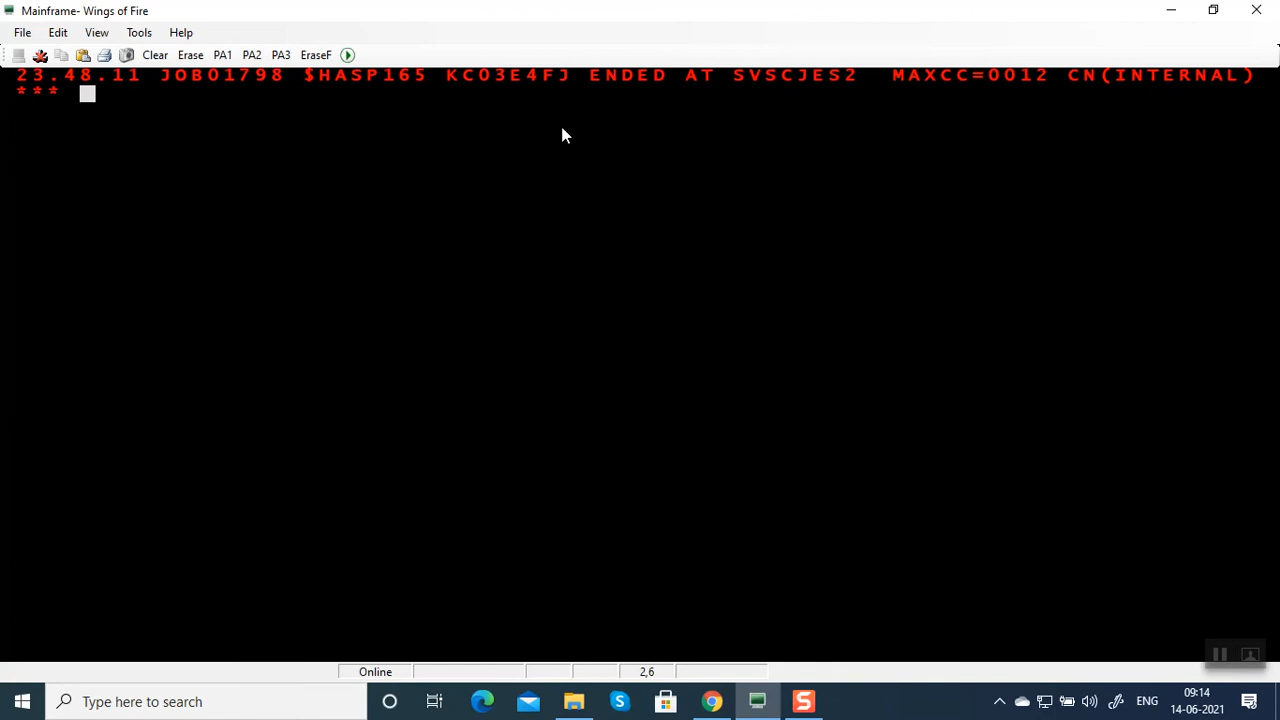 Mainframe- Wings of Fire
File Edit View Tools Help
Clear Erase PA1 PA2 PA3 EraseF
23.48.11 JOB01798 $HASP165 KC03E4FJ ENDED AT SVSCJES2 MAXCC=0012 CN(INTERNAL)
***
Online 2,6
Type here to search
ENG
09:14
14-06-2021